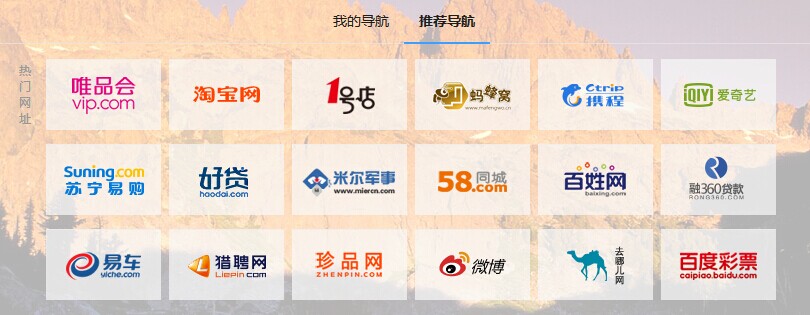 我的导航
推荐导航
热门网址
唯品会
vip.com
淘宝网
1号店
蚂蜂窝
www.mafengwo.cn
Ctrip
携程
iQIYI 爱奇艺
Suning.com
苏宁易购
好贷
haodai.com
米尔军事
www.miercn.com
58同城
.com
百姓网
baixing.com
融360贷款
RONG360.COM
易车
yiche.com
猎聘网
Liepin.com
珍品网
ZHENPIN.COM
微博
去哪儿网
百度彩票
caipiao.baidu.com